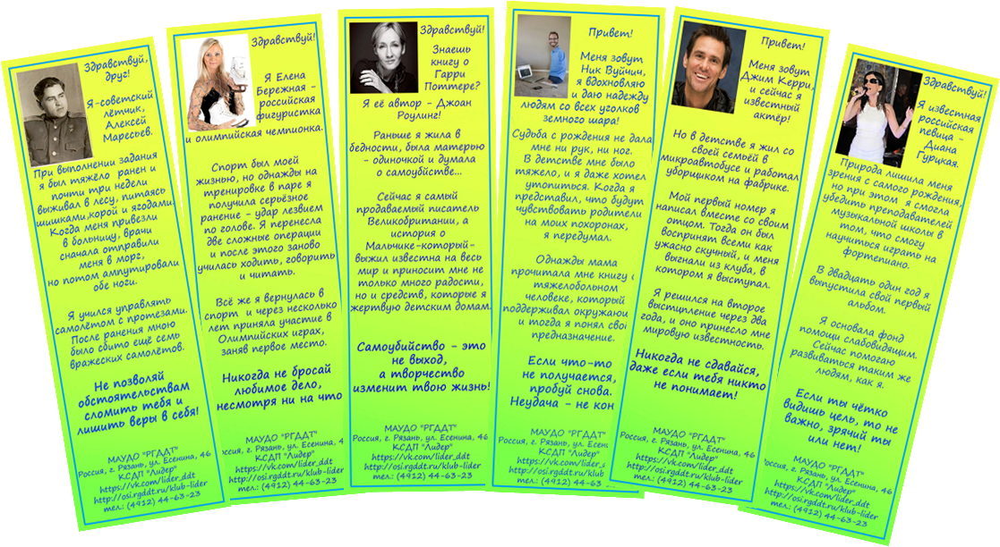 Здравствуй,
друг!
Я-советский
лётчик,
Алексей
Маресьев.
При выполнении задания
я был тяжёло ранен и
почти три недели
выживал в лесу, питаясь
шишками,корой и ягодами.
Когда меня привезли
в больницу, врачи
сначала отправили
меня в морг,
но потом ампутировали
обе ноги.
Я учился управлять
самолётом с протезами.
После ранения мною
было сбито ещё семь
вражеских самолётов.
Не позволяй
обстоятельствам
сломить тебя и
лишить веры в себя!
МАУДО "РГДДТ"
Россия, г. Рязань, ул. Есенина, 46
КСДП "Лидер"
https://vk.com/lider_ddt
http://osi.rgddt.ru/klub-lider
тел.: (4912) 44-63-23
Здравствуй!
Я Елена
Бережная -
российская
фигуристка
и олимпийская чемпионка.
Спорт был моей
жизнью, но однажды на
тренировке в паре я
получила серьёзное
ранение - удар лезвием
по голове. Я перенесла
две сложные операции
и после этого заново
училась ходить, говорить
и читать.
Всё же я вернулась в
спорт и через несколько
лет приняла участие в
Олимпийских играх,
заняв первое место.
Никогда не бросай
любимое дело,
несмотря ни на что
МАУДО "РГДДТ"
Россия, г. Рязань, ул. Есенина, 4
КСДП "Лидер"
https://vk.com/lider_ddt
http://osi.rgddt.ru/klub-lider
тел.: (4912) 44-63-23
Здравствуй!
Знаешь
книгу о
Гарри
Поттере?
Я её автор - Джоан
Роулинг!
Раньше я жила в
бедности, была матерью
- одиночкой и думала
о самоубийстве...
Сейчас я самый
продаваемый писатель
Великобритании, а
история о
Мальчике-который-
выжил известна на весь
мир и приносит мне не
только много радости,
но и средств, которые я
жертвую детским домам.
Самоубийство - это
не выход,
а творчество
изменит твою жизнь!
МАУДО "РГДДТ"
Россия, г. Рязань, ул. Есенина, 46
КСДП "Лидер"
https://vk.com/lider_ddt
http://osi.rgddt.ru/klub-lider
тел.: (4912) 44-63-23
Привет!
Меня зовут
Ник Вуйчич,
я вдохновляю
и даю надежду
людям со всех уголков
земного шара!
Судьба с рождения не дала
мне ни рук, ни ног.
В детстве мне было
тяжело, и я даже хотел
утопиться. Когда я
представил, что будут
чувствовать родители
на моих похоронах,
я передумал.
Однажды мама
прочитала мне книгу о
тяжелобольном
человеке, который
поддерживал окружающ
и тогда я понял своё
предназначение.
Если что-то
не получается,
пробуй снова.
Неудача - не кон
МАУДО "РГДДТ"
Россия, г. Рязань, ул. Есени
КСДП "Лидер"
https://vk.com/lider_d
http://osi.rgddt.ru/klub-
тел.: (4912) 44-63-23
Привет!
Меня зовут
Джим Керри,
и сейчас я
известный
актёр!
Но в детстве я жил со
своей семьёй в
микроавтобусе и работал
уборщиком на фабрике.
Мой первый номер я
написал вместе со своим
отцом. Тогда он был
воспринят всеми как
ужасно скучный, и меня
выгнали из клуба, в
котором я выступал.
Я решился на второе
выступление через два
года, и оно принесло мне
мировую известность.
Никогда не сдавайся,
даже если тебя никто
не понимает!
МАУДО "РГДДТ"
Россия, г. Рязань, ул. Есенина, 46
КСДП "Лидер"
https://vk.com/lider_ddt
http://osi.rgddt.ru/klub-lider
тел.: (4912) 44-63-23
Здравствуй!
Я известная
российская
певица -
Диана
Гурцкая.
Природа лишила меня
зрения с самого рождения,
но при этом я смогла
убедить преподавателей
музыкальной школы в
том, что смогу
научиться играть на
фортепиано.
В двадцать один год я
выпустила свой первый
альбом.
Я основала фонд
помощи слабовидящим.
Сейчас помогаю
развиваться таким же
людям, как я.
Если ты чётко
видишь цель, то не
важно, зрячий ты
или нет!
МАУДО "РГДДТ"
Россия, г. Рязань, ул. Есенина, 46
КСДП "Лидер"
https://vk.com/lider_ddt
http://osi.rgddt.ru/klub-lider
тел.: (4912) 44-63-23